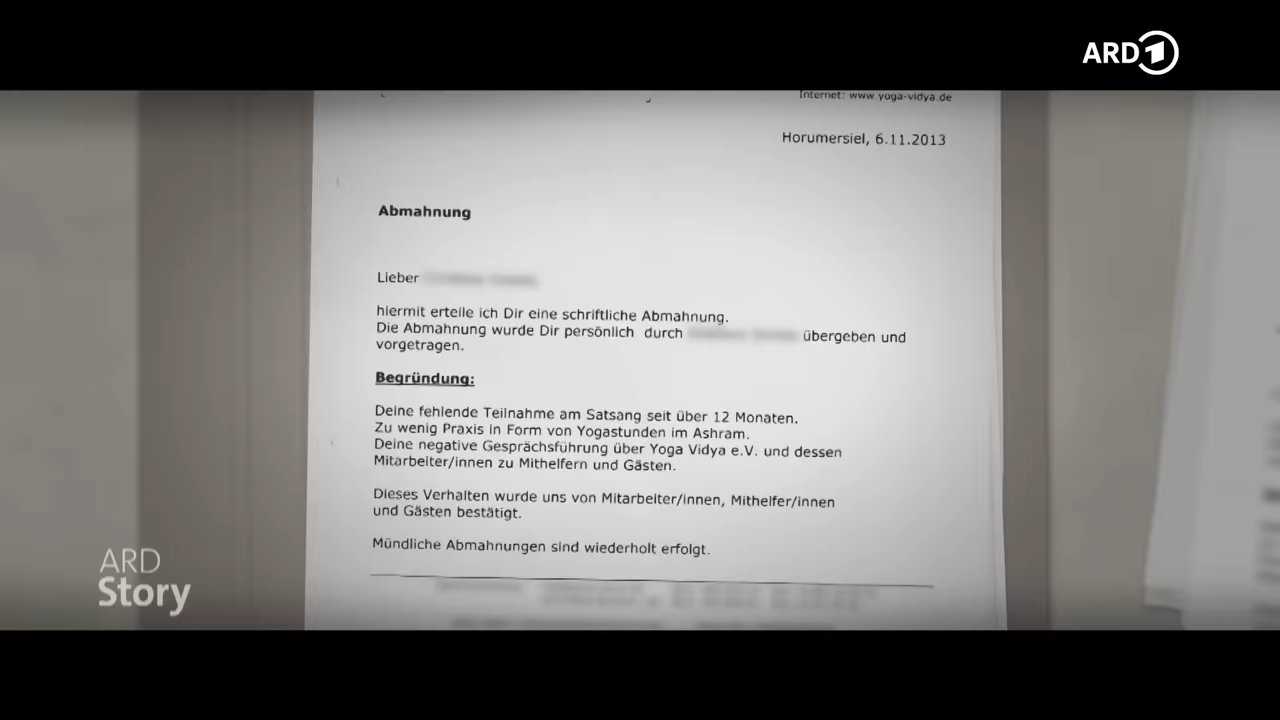 ARD 1
Internet: www.yoga-vidya.de
Horumersiel, 6.11.2013
Abmahnung
Lieber
hiermit erteile ich Dir eine schriftliche Abmahnung.
Die Abmahnung wurde Dir persönlich durch übergeben und
vorgetragen.
Begründung:
Deine fehlende Teilnahme am Satsang seit über 12 Monaten.
Zu wenig Praxis in Form von Yogastunden im Ashram.
Deine negative Gesprächsführung über Yoga Vidya e.V. und dessen
Mitarbeiter/innen zu Mithelfern und Gästen.
Dieses Verhalten wurde uns von Mitarbeiter/innen, Mithelfer/innen
und Gästen bestätigt.
Mündliche Abmahnungen sind wiederholt erfolgt.
ARD
Story